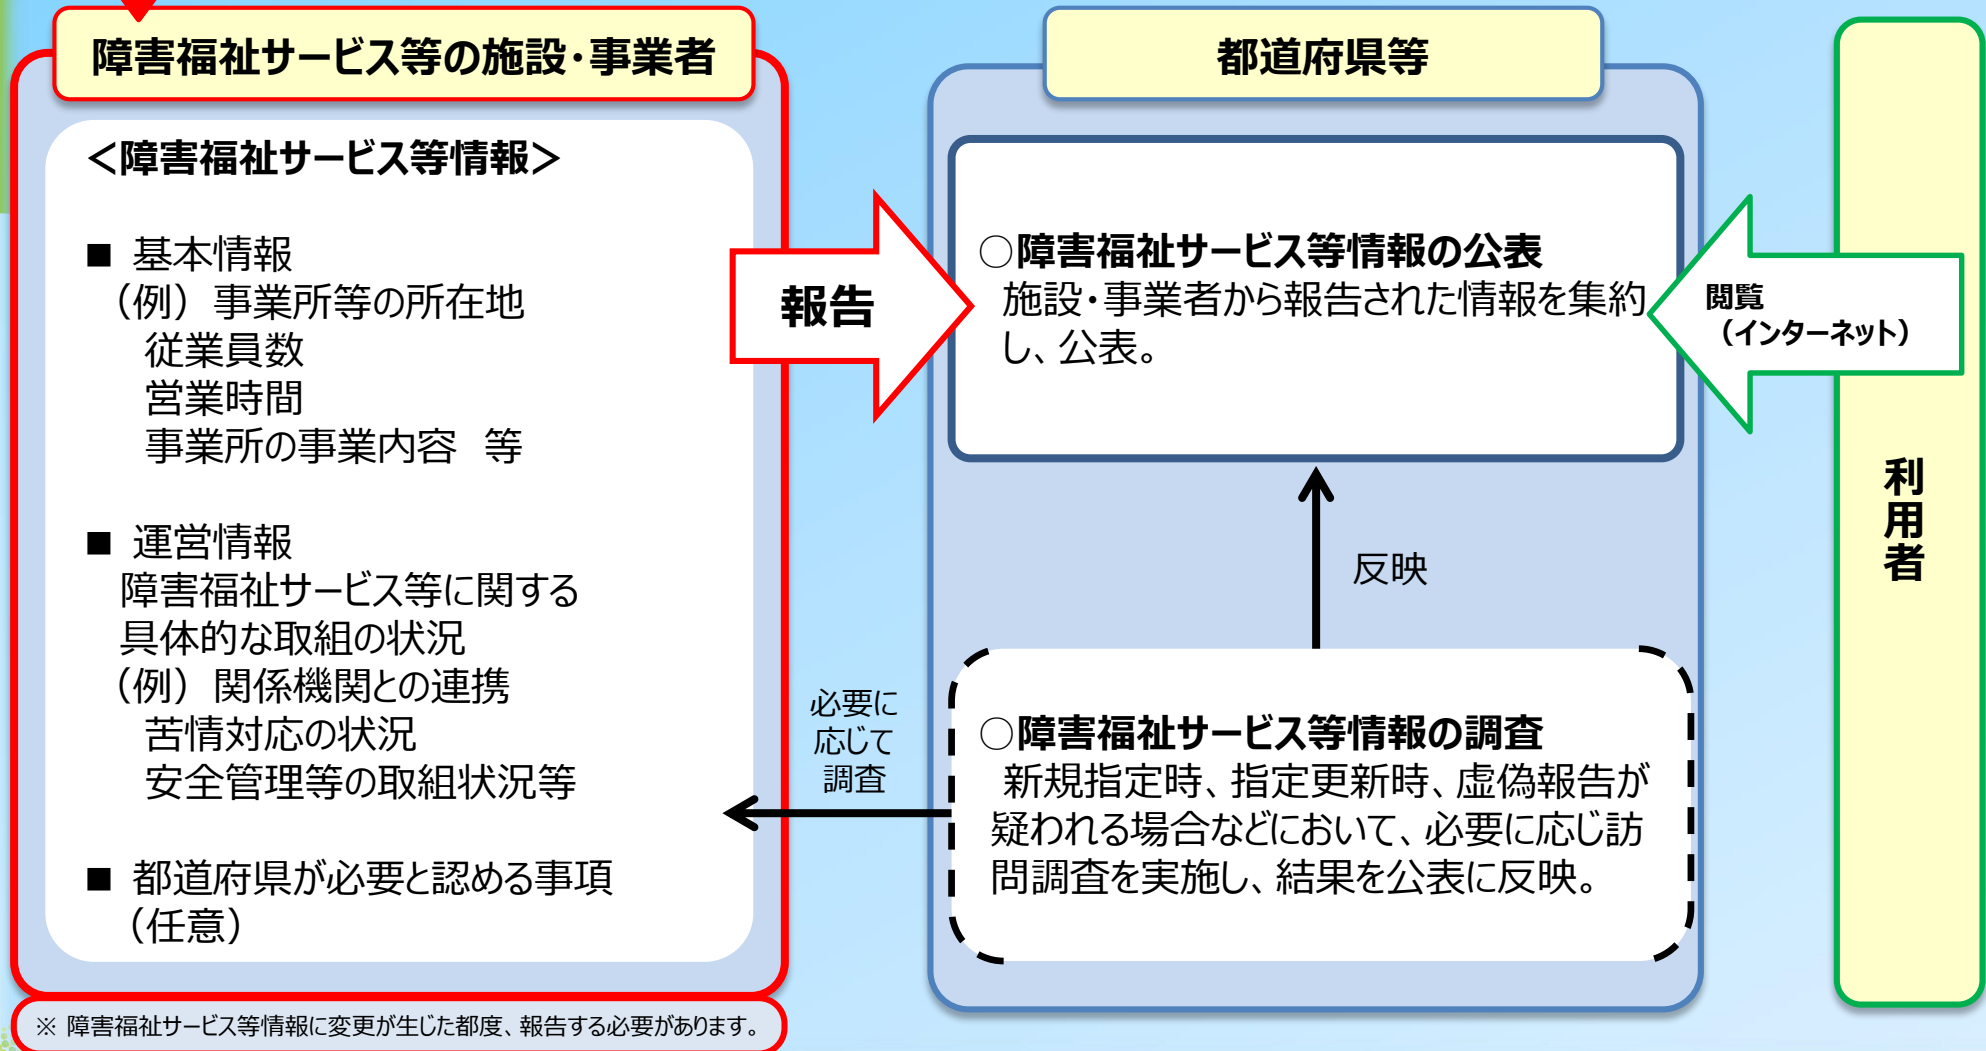 障害福祉サービス等の施設・事業者
＜障害福祉サービス等情報＞
■ 基本情報
（例）事業所等の所在地
従業員数
営業時間
事業所の事業内容　等
■ 運営情報
障害福祉サービス等に関する
具体的な取組の状況
（例）関係機関との連携
苦情対応の状況
安全管理等の取組状況等
■ 都道府県が必要と認める事項
（任意）
※ 障害福祉サービス等情報に変更が生じた都度、報告する必要があります。
報告
必要に
応じて
調査
都道府県等
○障害福祉サービス等情報の公表
施設・事業者から報告された情報を集約
し、公表。
反映
○障害福祉サービス等情報の調査
新規指定時、指定更新時、虚偽報告が
疑われる場合などにおいて、必要に応じ訪
問調査を実施し、結果を公表に反映。
閲覧
（インターネット）
利用者